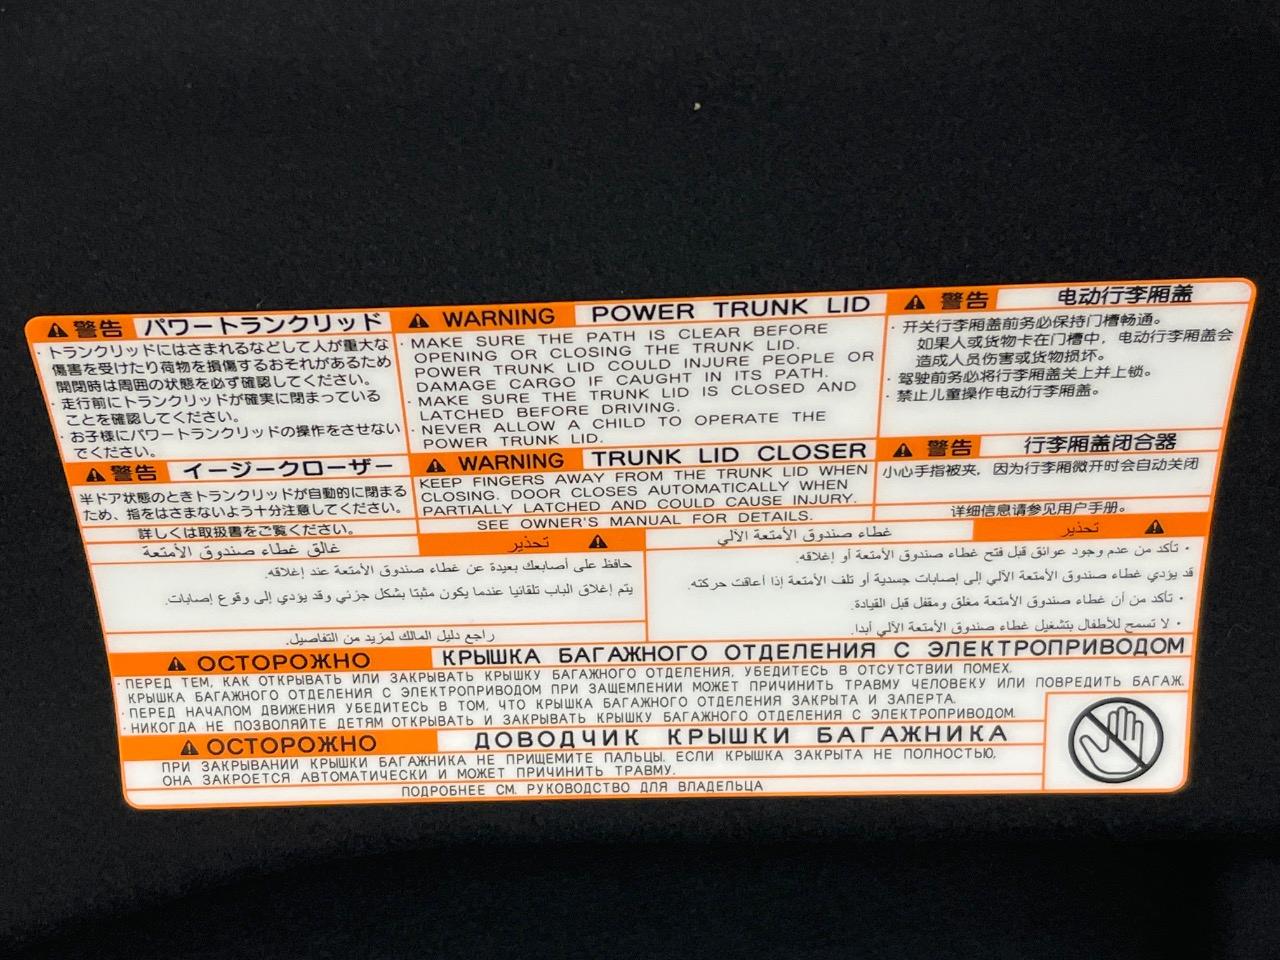 警告 パワートランクリッド
・トランクリッドにはさまれるなどして人が重大な
傷害を受けたり荷物を損傷するおそれがあるため
開閉時は周囲の状態を必ず確認してください。
・走行前にトランクリッドが確実に閉まっている
ことを確認してください。
・お子様にパワートランクリッドの操作をさせない
でください。
警告 イージークローザー
半ドア状態のときトランクリッドが自動的に閉まる
ため、指をはさまないよう十分注意してください。
詳しくは取扱書をご覧ください。
WARNING POWER TRUNK LID
・MAKE SURE THE PATH IS CLEAR BEFORE
OPENING OR CLOSING THE TRUNK LID.
POWER TRUNK LID COULD INJURE PEOPLE OR
DAMAGE CARGO IF CAUGHT IN ITS PATH.
・MAKE SURE THE TRUNK LID IS CLOSED AND
LATCHED BEFORE DRIVING.
・NEVER ALLOW A CHILD TO OPERATE THE
POWER TRUNK LID.
WARNING TRUNK LID CLOSER
KEEP FINGERS AWAY FROM THE TRUNK LID WHEN
CLOSING. DOOR CLOSES AUTOMATICALLY WHEN
PARTIALLY LATCHED AND COULD CAUSE INJURY.
SEE OWNER'S MANUAL FOR DETAILS.
警告 电动行李厢盖
・开关行李厢盖前务必保持门槽畅通。
如果人或货物卡在门槽中，电动行李厢盖会
造成人员伤害或货物损坏。
・驾驶前务必将行李厢盖关上并上锁。
・禁止儿童操作电动行李厢盖。
警告 行李厢盖闭合器
小心手指被夹，因为行李厢微开时会自动关闭
详细信息请参见用户手册。
تحذير غطاء صندوق الأمتعة الآلي
• تأكد من عدم وجود عوائق قبل فتح غطاء صندوق الأمتعة أو إغلاقه.
قد يؤدي غطاء صندوق الأمتعة الآلي إلى إصابات جسدية أو تلف الأمتعة إذا أعاقت حركته.
• تأكد من أن غطاء صندوق الأمتعة مغلق ومقفل قبل القيادة.
• لا تسمح للأطفال بتشغيل غطاء صندوق الأمتعة الآلي أبدا.
تحذير غالق غطاء صندوق الأمتعة
حافظ على أصابعك بعيدة عن غطاء صندوق الأمتعة عند إغلاقه.
يتم إغلاق الباب تلقائيا عندما يكون مثبتا بشكل جزئي وقد يؤدي إلى وقوع إصابات.
راجع دليل المالك لمزيد من التفاصيل.
ОСТОРОЖНО КРЫШКА БАГАЖНОГО ОТДЕЛЕНИЯ С ЭЛЕКТРОПРИВОДОМ
・ПЕРЕД ТЕМ, КАК ОТКРЫВАТЬ ИЛИ ЗАКРЫВАТЬ КРЫШКУ БАГАЖНОГО ОТДЕЛЕНИЯ, УБЕДИТЕСЬ В ОТСУТСТВИИ ПОМЕХ.
КРЫШКА БАГАЖНОГО ОТДЕЛЕНИЯ С ЭЛЕКТРОПРИВОДОМ ПРИ ЗАЩЕМЛЕНИИ МОЖЕТ ПРИЧИНИТЬ ТРАВМУ ЧЕЛОВЕКУ ИЛИ ПОВРЕДИТЬ БАГАЖ.
・ПЕРЕД НАЧАЛОМ ДВИЖЕНИЯ УБЕДИТЕСЬ В ТОМ, ЧТО КРЫШКА БАГАЖНОГО ОТДЕЛЕНИЯ ЗАКРЫТА И ЗАПЕРТА.
・НИКОГДА НЕ ПОЗВОЛЯЙТЕ ДЕТЯМ ОТКРЫВАТЬ И ЗАКРЫВАТЬ КРЫШКУ БАГАЖНОГО ОТДЕЛЕНИЯ С ЭЛЕКТРОПРИВОДОМ.
ОСТОРОЖНО ДОВОДЧИК КРЫШКИ БАГАЖНИКА
ПРИ ЗАКРЫВАНИИ КРЫШКИ БАГАЖНИКА НЕ ПРИЩЕМИТЕ ПАЛЬЦЫ. ЕСЛИ КРЫШКА ЗАКРЫТА НЕ ПОЛНОСТЬЮ,
ОНА ЗАКРОЕТСЯ АВТОМАТИЧЕСКИ И МОЖЕТ ПРИЧИНИТЬ ТРАВМУ.
ПОДРОБНЕЕ СМ. РУКОВОДСТВО ДЛЯ ВЛАДЕЛЬЦА